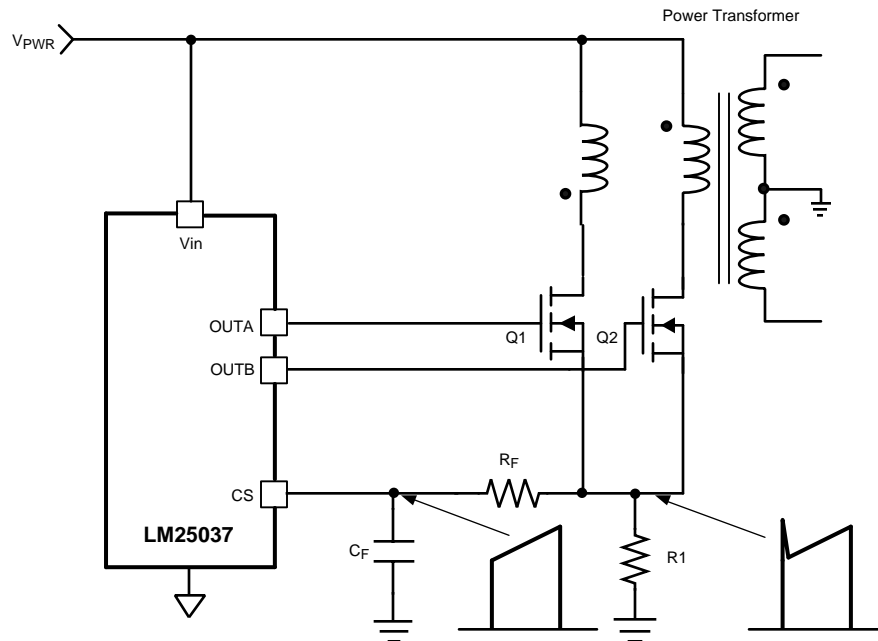 Power Transformer
VPWR
Vin
OUTA
Q1
Q2
OUTB
RF
CS
LM25037
CF
R1